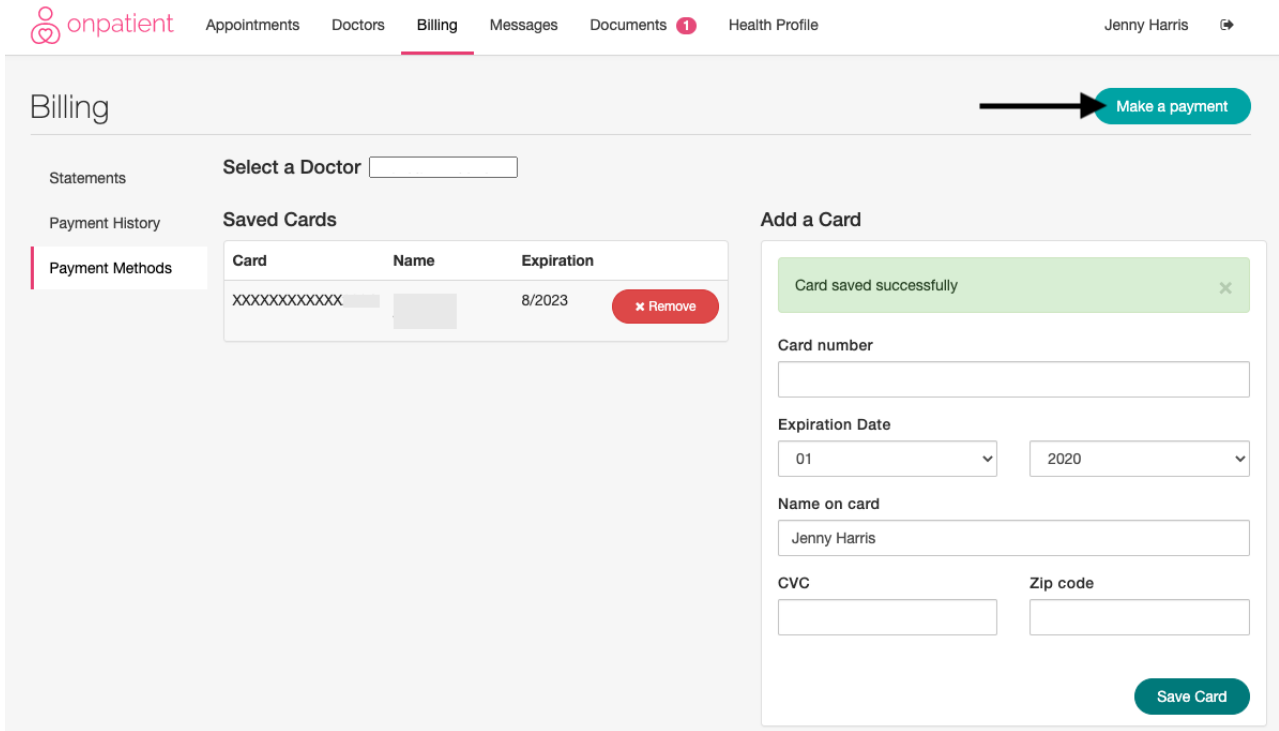 onpatient Appointments Doctors Billing Messages Documents 1 Health Profile Jenny Harris
Billing
Make a payment
Statements
Payment History
Payment Methods
Select a Doctor
Saved Cards
Card Name Expiration
XXXXXXXXXXXX 8/2023 × Remove
Add a Card
Card saved successfully ×
Card number
Expiration Date
01 2020
Name on card
Jenny Harris
CVC Zip code
Save Card